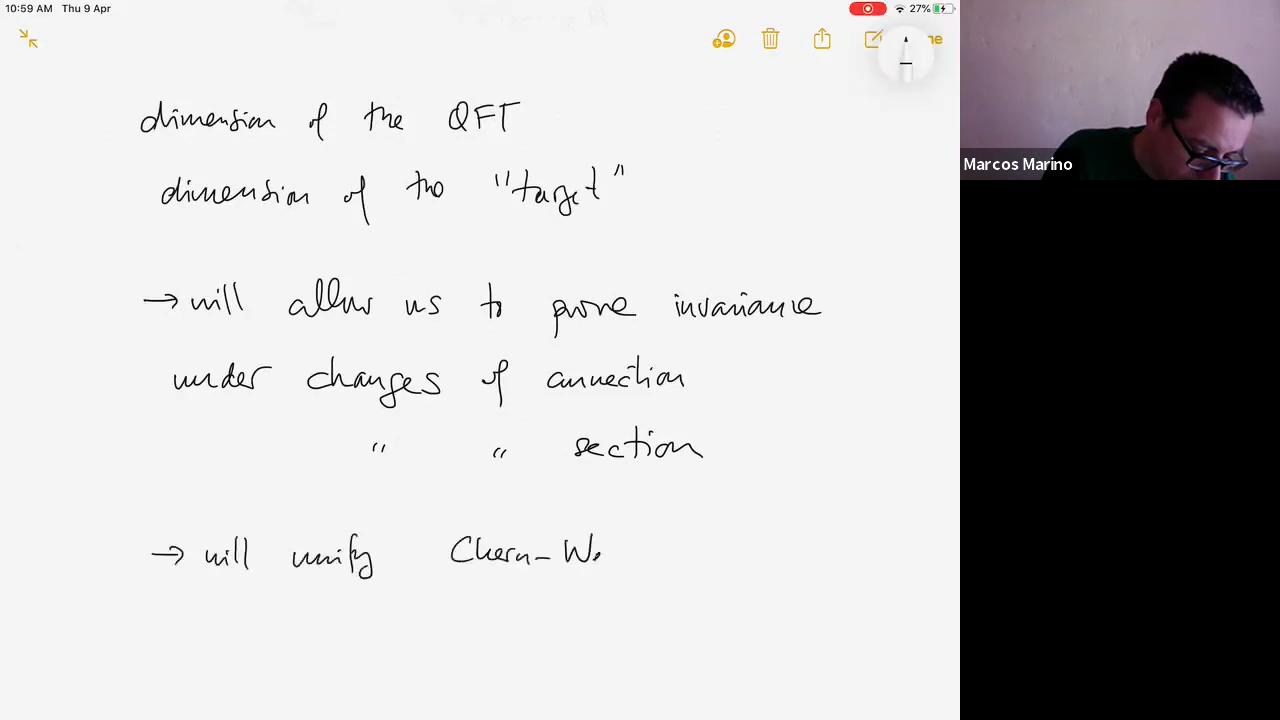 10:59 AM Thu 9 Apr
27%
dimension of the QFT
dimension of the "target"
→ will allow us to prove invariance
under changes of connection
" " section
→ will unify Chern-We
Marcos Marino